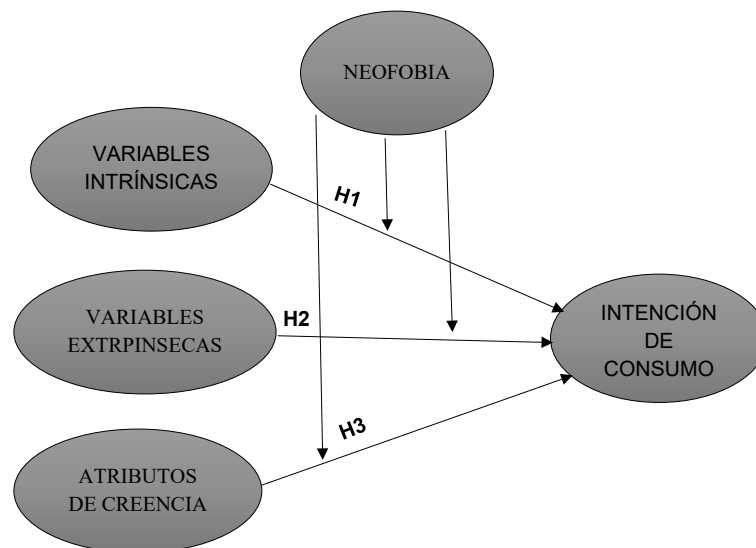 NEOFOBIA
VARIABLES
INTRÍNSICAS
H1
VARIABLES
EXTRPINSECAS
H2
INTENCIÓN
DE
CONSUMO
H3
ATRIBUTOS
DE CREENCIA